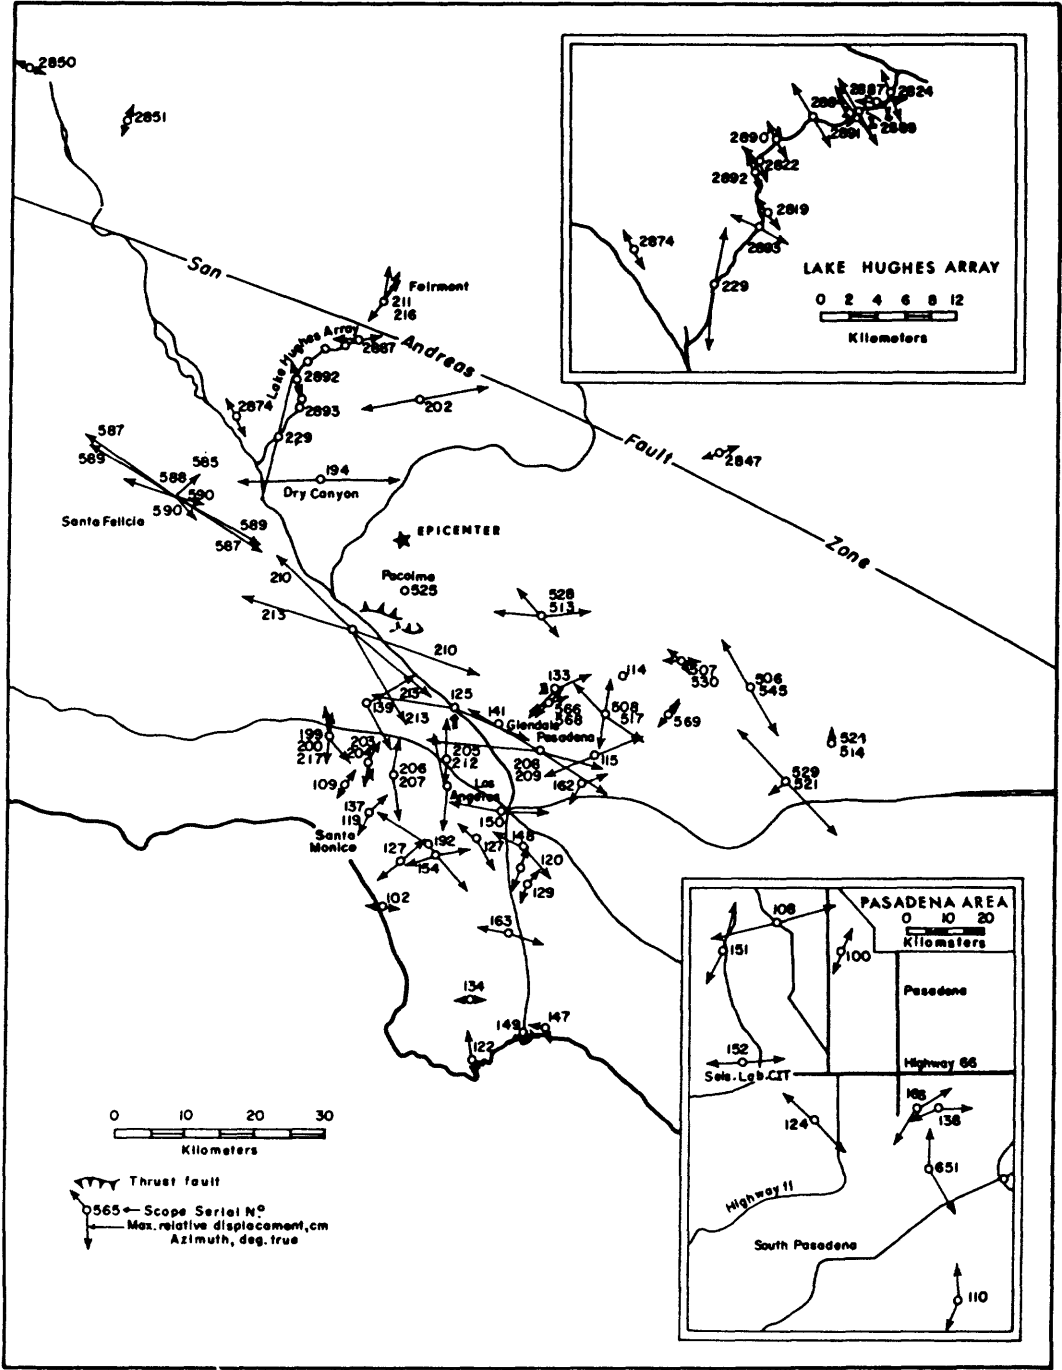 2850
2851
San
Andreas
Fault
Zone
Fairmont
211
216
Lake Hughes Array
2887
2892
2893
2874
229
202
2847
194
Dry Canyon
587
589
585
588
590
590
589
587
Santa Felicia
EPICENTER
210
Pacoima
525
213
210
528
513
213
213
139
125
141
Glendale
Pasadena
133
566
568
114
508
517
507
530
506
545
569
115
521
514
529
521
199
200
217
203
109
206
207
205
212
Los
Angeles
208
209
162
137
119
Santa
Monica
150
127
192
154
127
148
120
129
102
163
134
149
147
122
0 10 20 30
Kilometers
Thrust fault
565 Scope Serial Nº.
Max. relative displacament, cm
Azimuth, deg. true
2887
2824
2891
2890
2822
2892
2819
2893
2874
229
LAKE HUGHES ARRAY
0 2 4 6 8 12
Kilometers
PASADENA AREA
0 10 20
Kilometers
108
151
100
Pasadena
152
Seis. Lab. CIT
Highway 66
124
138
651
Highway 11
South Pasadena
110